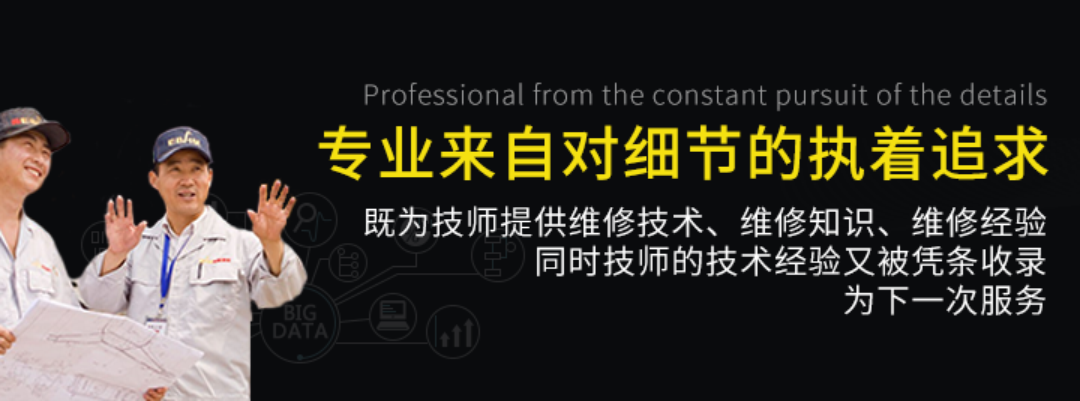 Professional from the constant pursuit of the details
专业来自对细节的执着追求
既为技师提供维修技术、维修知识、维修经验
同时技师的技术经验又被凭条收录
为下一次服务
BIG
DATA